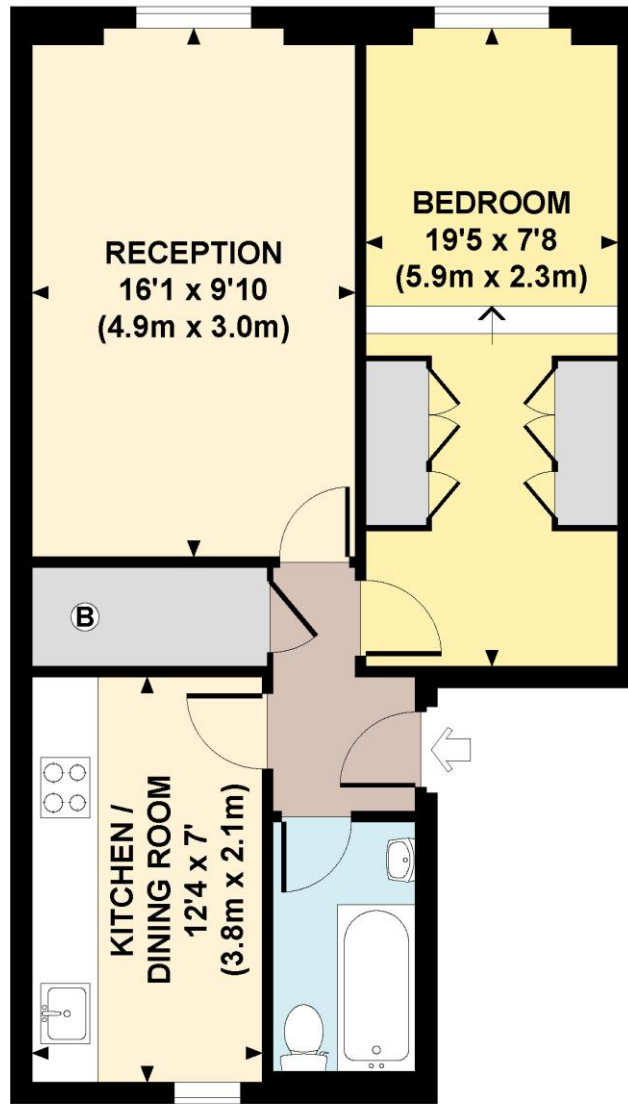 RECEPTION
16'1 x 9'10
(4.9m x 3.0m)
BEDROOM
19'5 x 7'8
(5.9m x 2.3m)
B
KITCHEN /
DINING ROOM
12'4 x 7'
(3.8m x 2.1m)